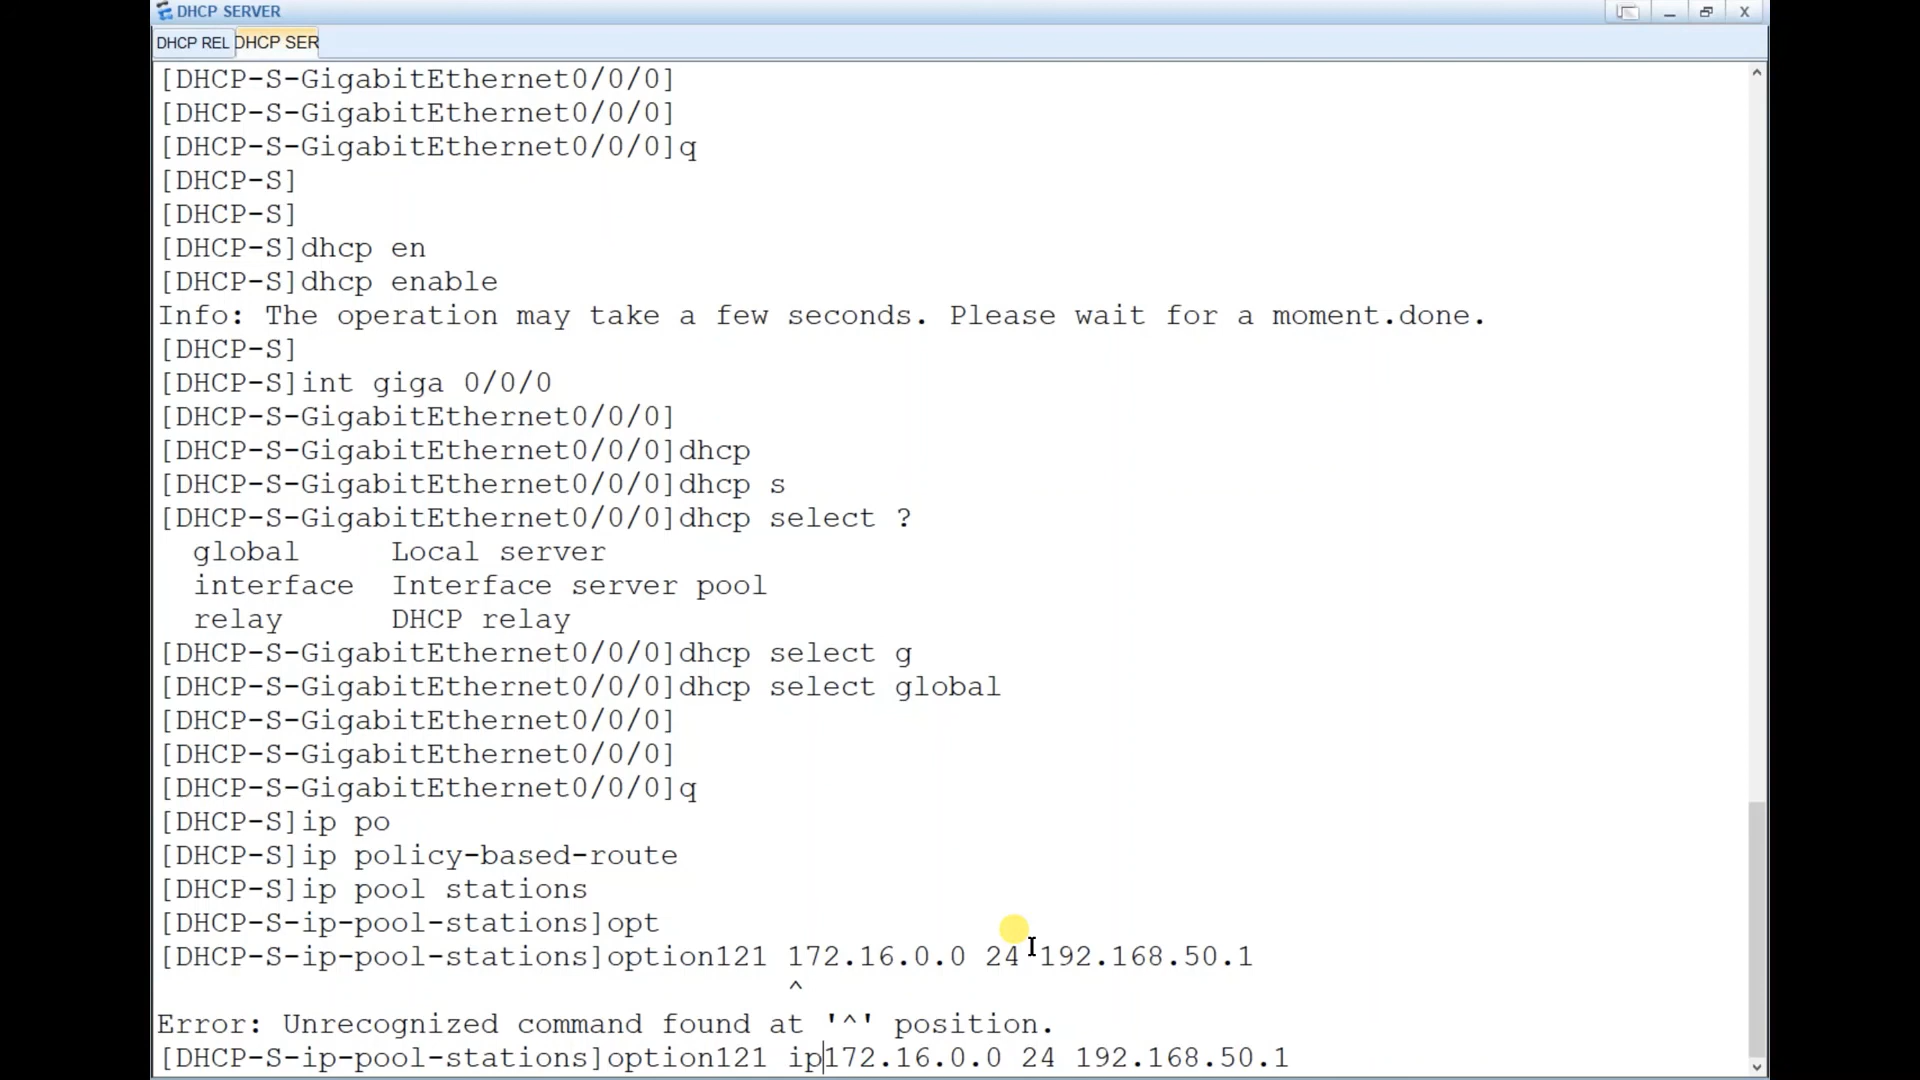 DHCP SERVER
DHCP REL DHCP SER
[DHCP-S-GigabitEthernet0/0/0]
[DHCP-S-GigabitEthernet0/0/0]
[DHCP-S-GigabitEthernet0/0/0]q
[DHCP-S]
[DHCP-S]
[DHCP-S]dhcp en
[DHCP-S]dhcp enable
Info: The operation may take a few seconds. Please wait for a moment.done.
[DHCP-S]
[DHCP-S]int giga 0/0/0
[DHCP-S-GigabitEthernet0/0/0]
[DHCP-S-GigabitEthernet0/0/0]dhcp
[DHCP-S-GigabitEthernet0/0/0]dhcp s
[DHCP-S-GigabitEthernet0/0/0]dhcp select ?
global Local server
interface Interface server pool
relay DHCP relay
[DHCP-S-GigabitEthernet0/0/0]dhcp select g
[DHCP-S-GigabitEthernet0/0/0]dhcp select global
[DHCP-S-GigabitEthernet0/0/0]
[DHCP-S-GigabitEthernet0/0/0]
[DHCP-S-GigabitEthernet0/0/0]q
[DHCP-S]ip po
[DHCP-S]ip policy-based-route
[DHCP-S]ip pool stations
[DHCP-S-ip-pool-stations]opt
[DHCP-S-ip-pool-stations]option121 172.16.0.0 24 192.168.50.1
^
Error: Unrecognized command found at '^' position.
[DHCP-S-ip-pool-stations]option121 ip172.16.0.0 24 192.168.50.1